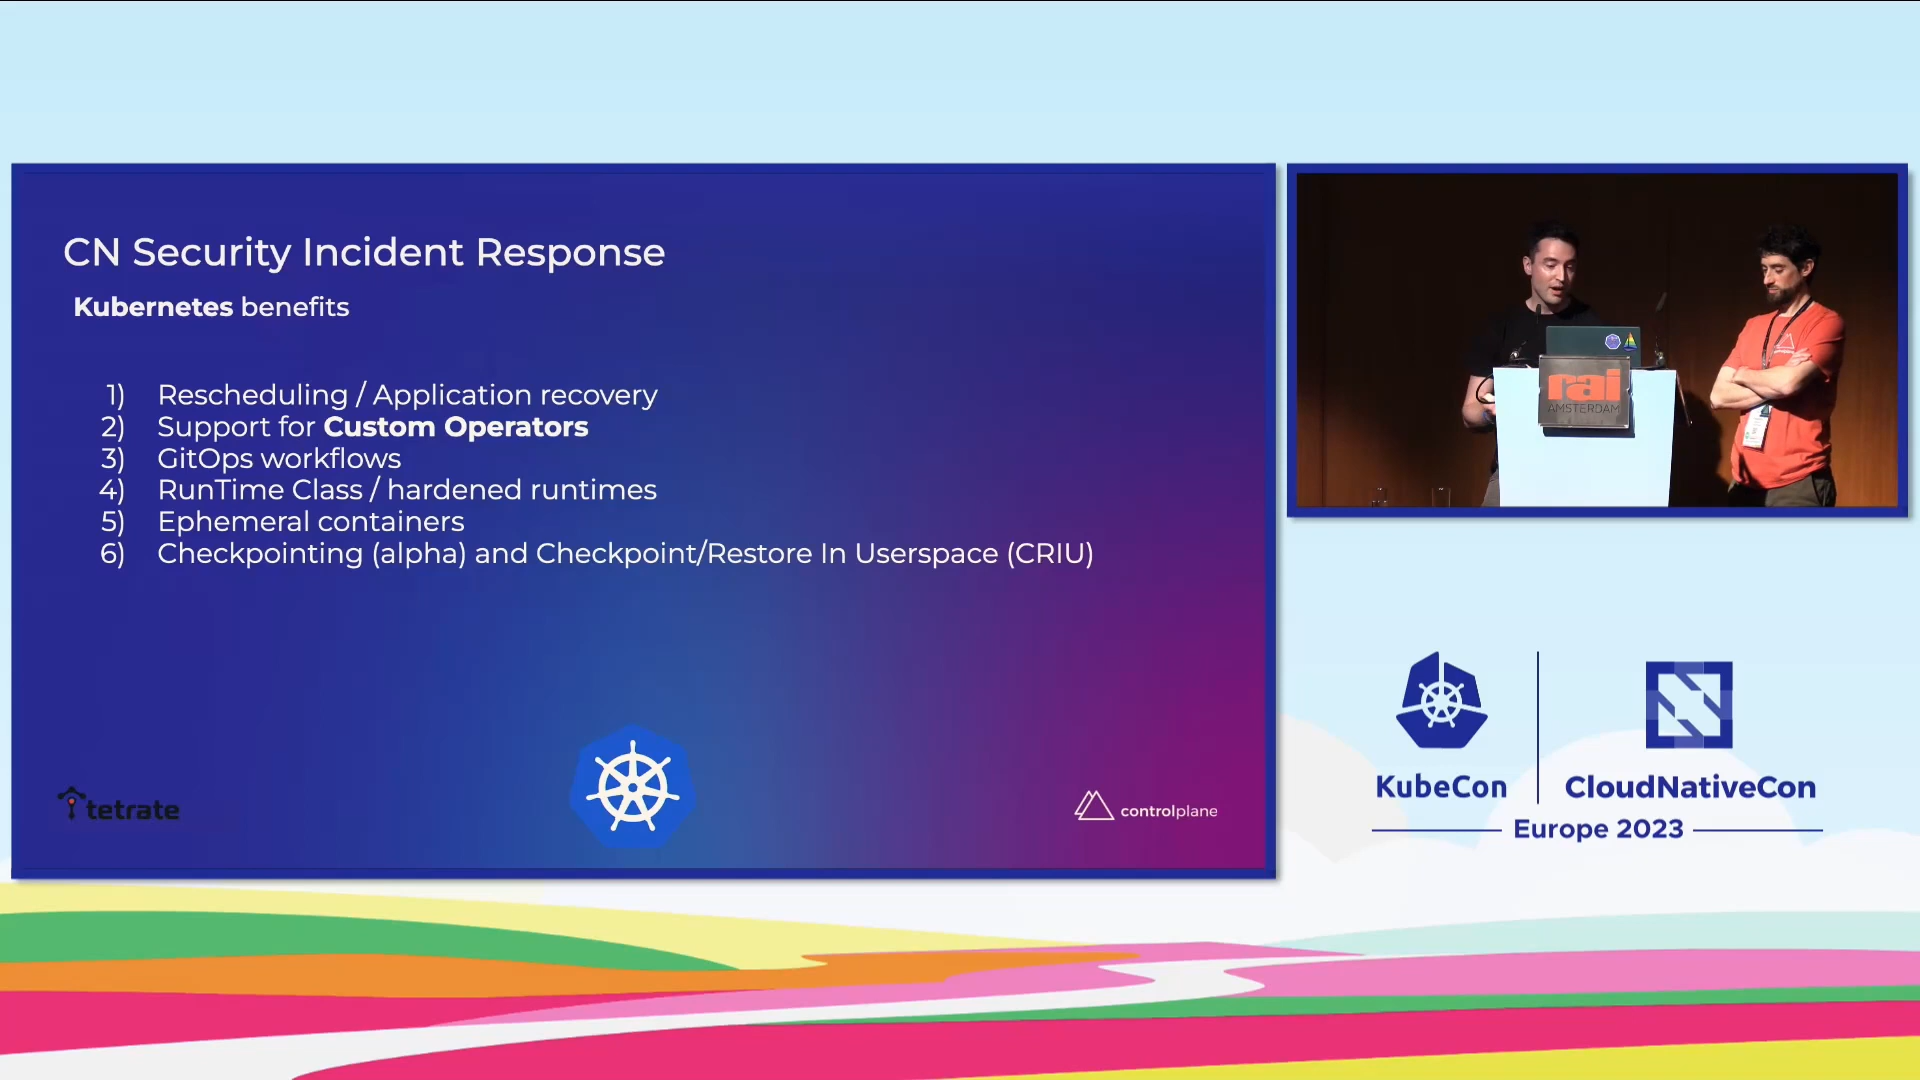 CN Security Incident Response
Kubernetes benefits
1) Rescheduling / Application recovery
2) Support for Custom Operators
3) GitOps workflows
4) RunTime Class / hardened runtimes
5) Ephemeral containers
6) Checkpointing (alpha) and Checkpoint/Restore In Userspace (CRIU)
tetrate
controlplane
rai
AMSTERDAM
KubeCon
CloudNativeCon
Europe 2023